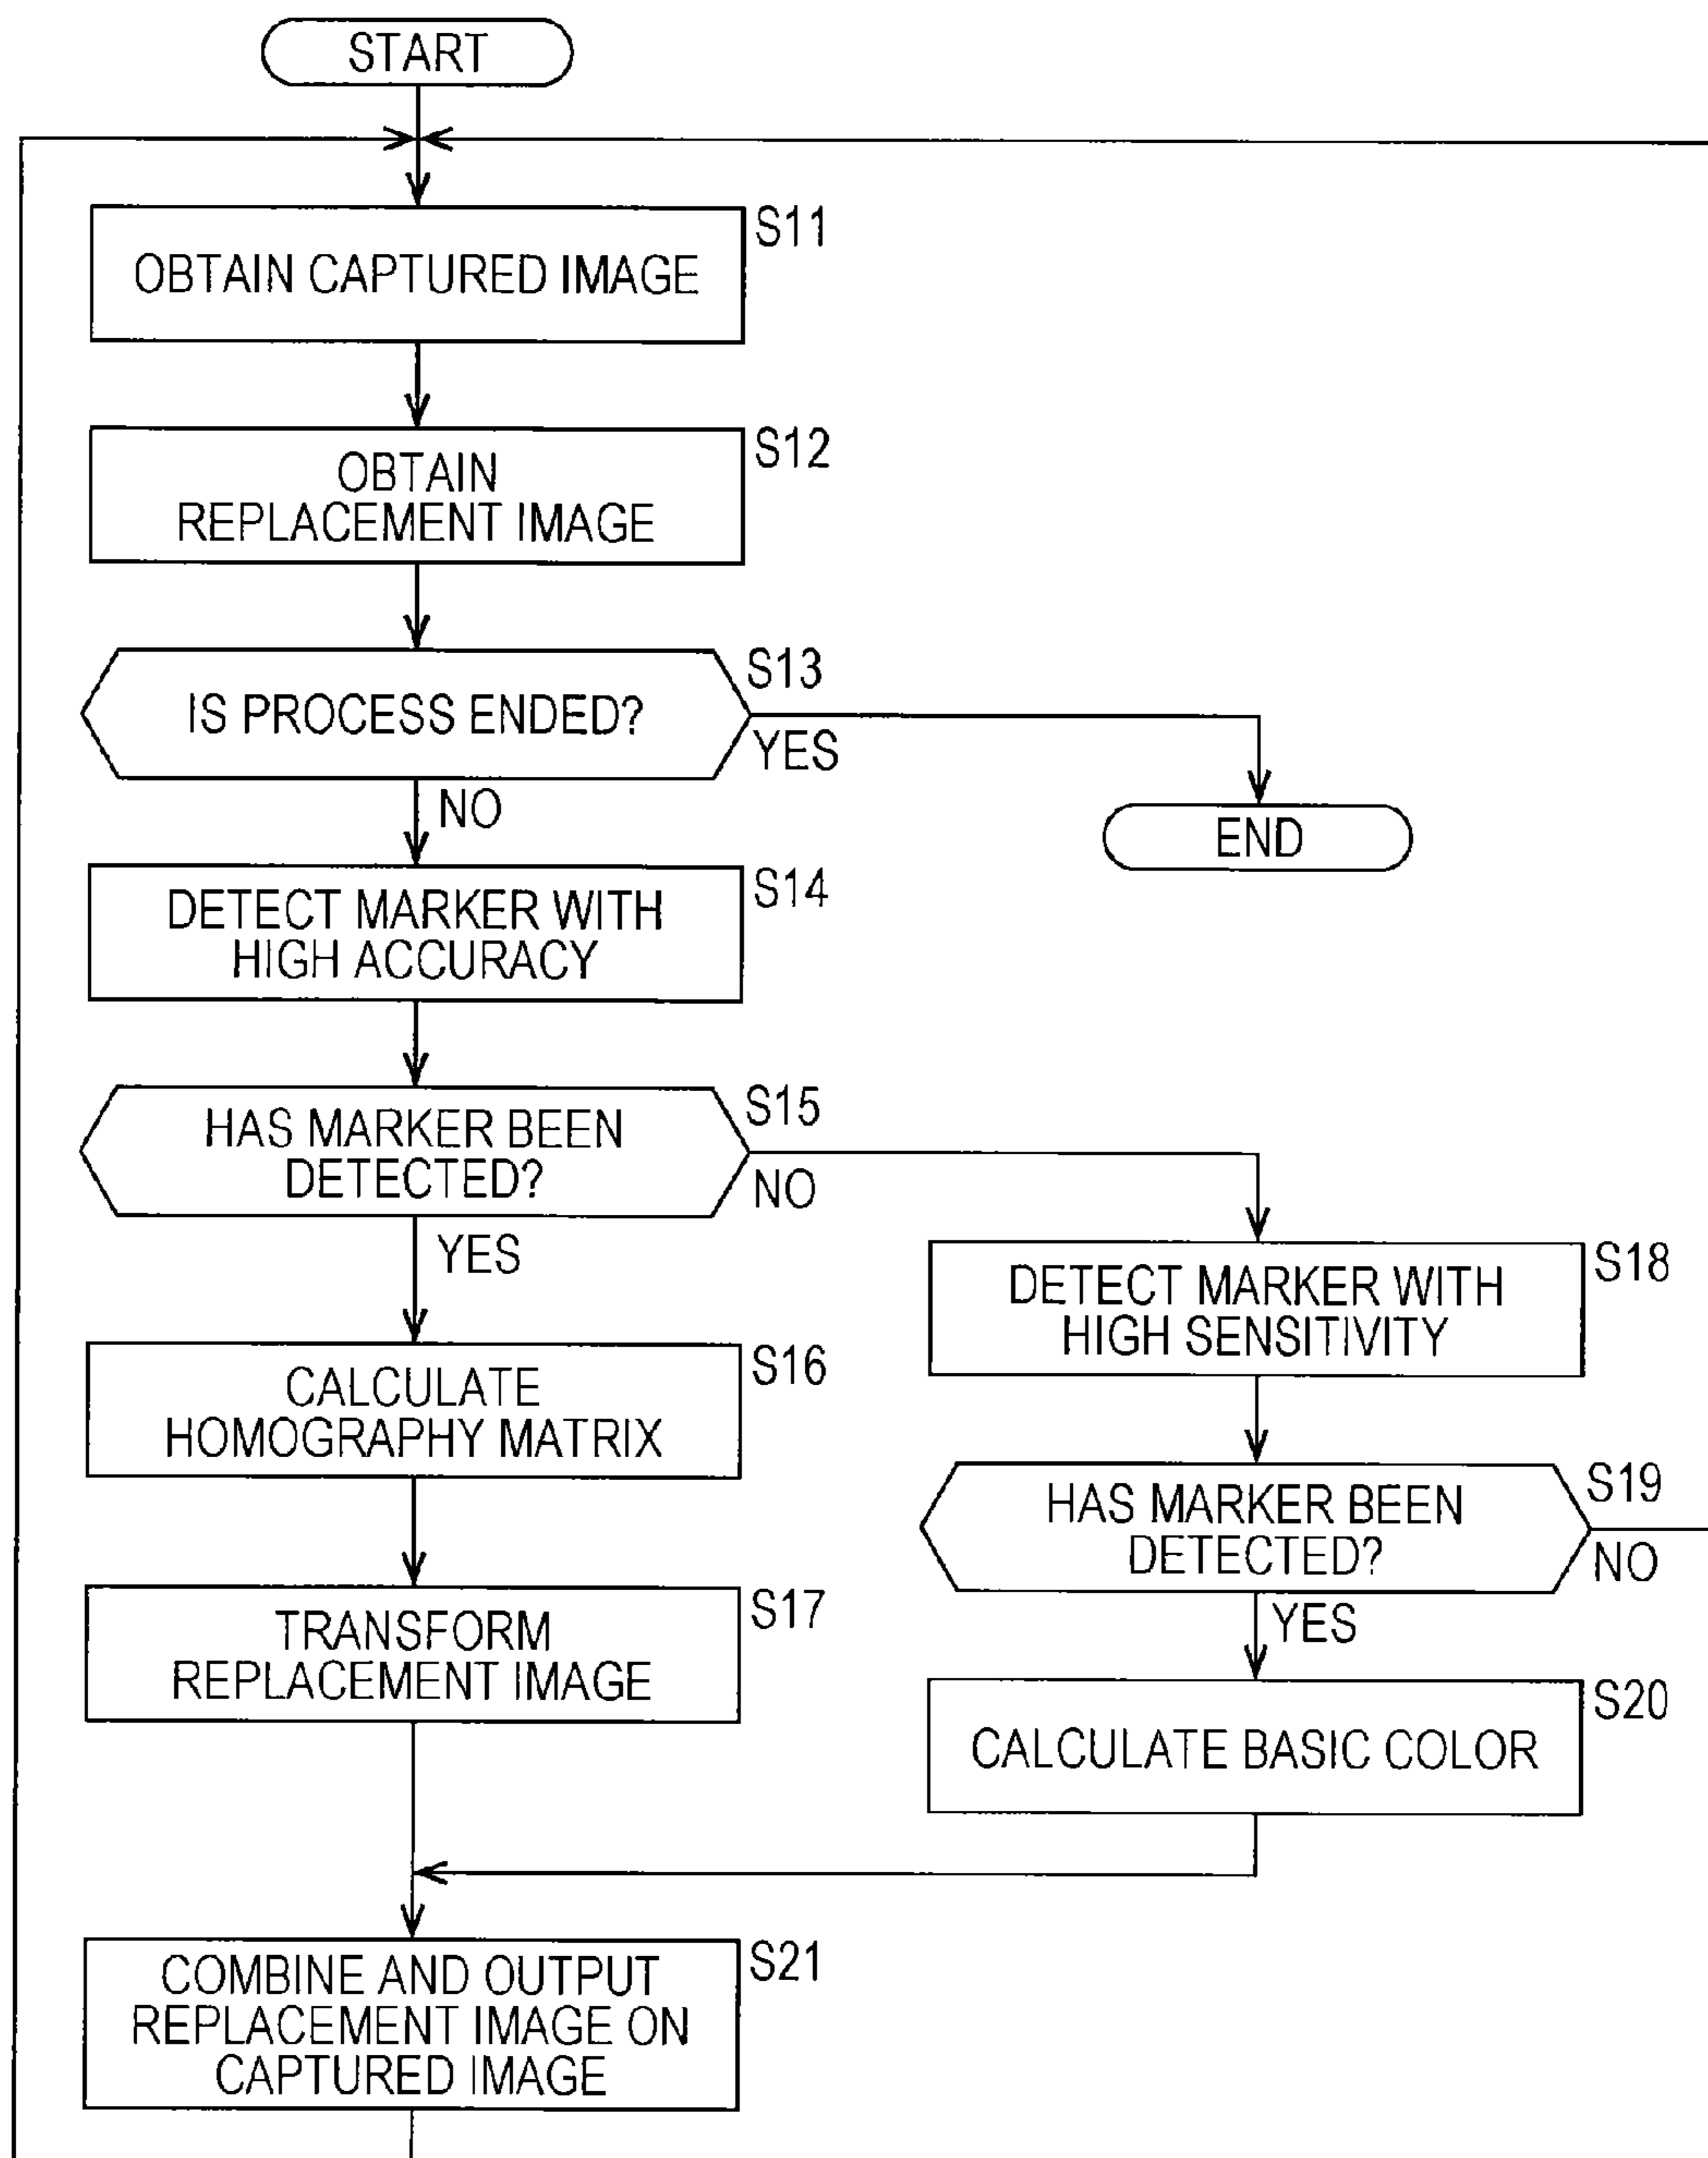 START
S11
OBTAIN CAPTURED IMAGE
S12
OBTAIN
REPLACEMENT IMAGE
S13
IS PROCESS ENDED?
YES
NO
END
S14
DETECT MARKER WITH
HIGH ACCURACY
S15
HAS MARKER BEEN
DETECTED?
NO
YES
S18
DETECT MARKER WITH
HIGH SENSITIVITY
S16
CALCULATE
HOMOGRAPHY MATRIX
S19
HAS MARKER BEEN
DETECTED?
NO
YES
S17
TRANSFORM
REPLACEMENT IMAGE
S20
CALCULATE BASIC COLOR
S21
COMBINE AND OUTPUT
REPLACEMENT IMAGE ON
CAPTURED IMAGE